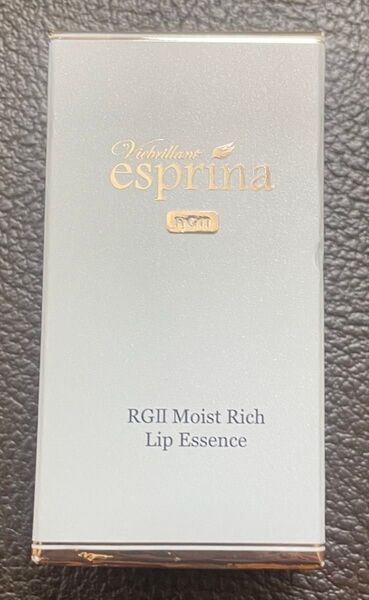 Viebrillant
esprina
RGII
RGII Moist Rich
Lip Essence